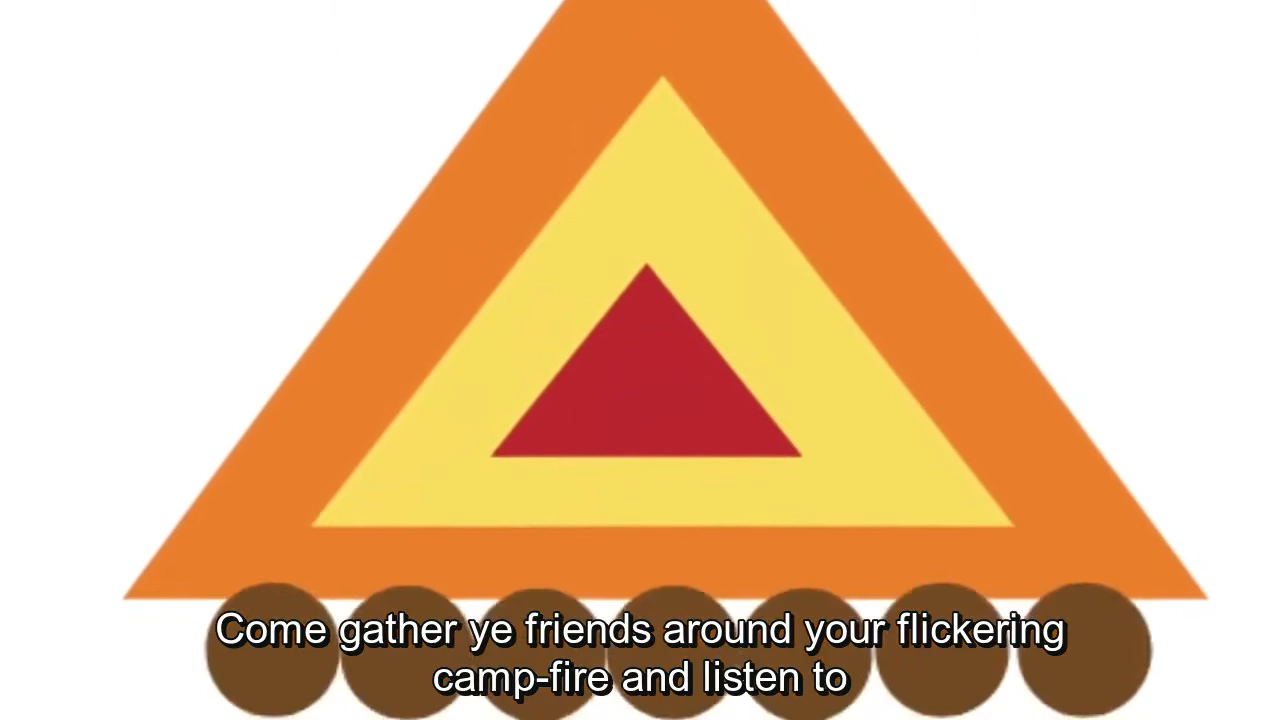 Come gather ye friends around your flickering
camp-fire and listen to